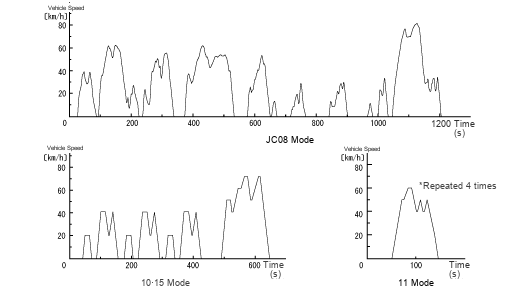 Vehicle Speed
[km/h]
80
60
40
20
0
200
400
600
800
1000
1200 Time
(s)
JC08 Mode
Vehicle Speed
[km/h]
80
60
40
20
0
200
400
600 Time
(s)
10·15 Mode
Vehicle Speed
[km/h]
80
60
40
20
0
100
Time
(s)
*Repeated 4 times
11 Mode